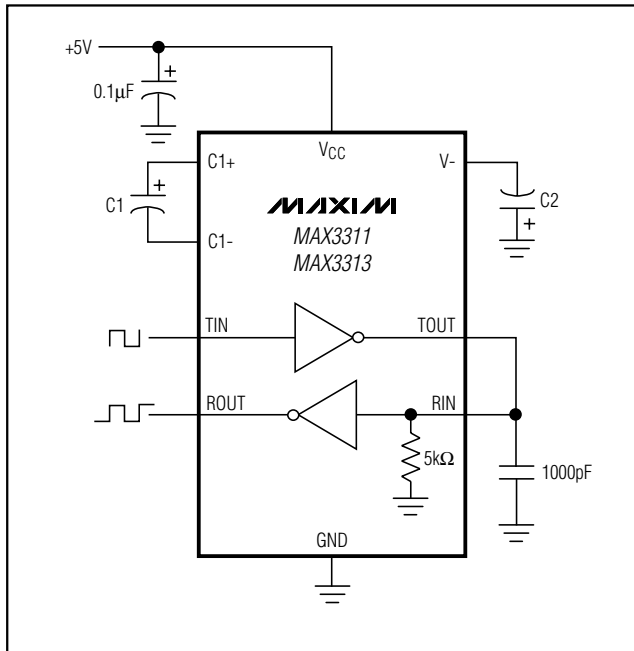 +5V
0.1µF
VCC
C1+
V-
C1
C2
C1-
MAXIM
MAX3311
MAX3313
TIN
TOUT
ROUT
RIN
5kΩ
1000pF
GND
+
+
+